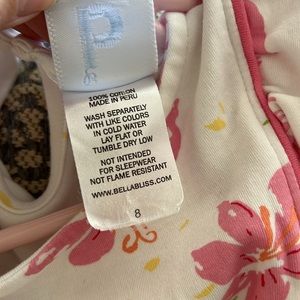 100% COTTON
MADE IN PERU
WASH SEPARATELY
WITH LIKE COLORS
IN COLD WATER
LAY FLAT OR
TUMBLE DRY LOW
NOT INTENDED
FOR SLEEPWEAR
NOT FLAME RESISTANT
WWW.BELLABLISS.COM
8